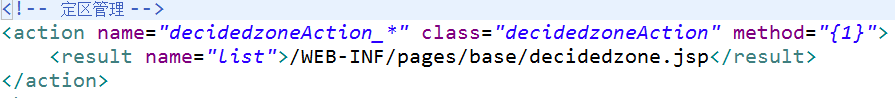 <!-- 定区管理 -->
<action name="decidedzoneAction_*" class="decidedzoneAction" method="{1}">
<result name="list">/WEB-INF/pages/base/decidedzone.jsp</result>
</action>